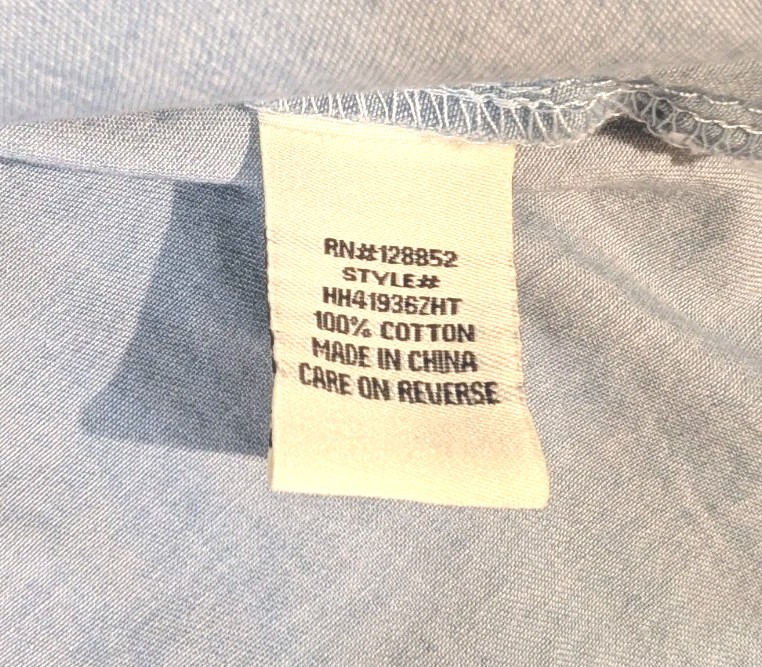 RN#128852
STYLE#
HH41936ZHT
100% COTTON
MADE IN CHINA
CARE ON REVERSE